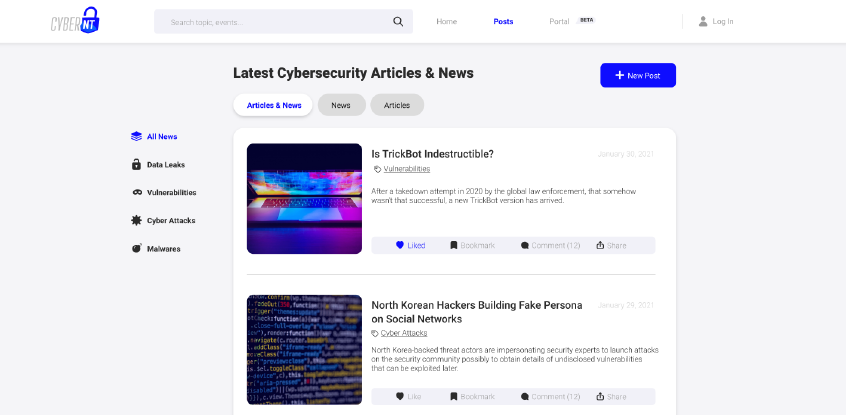 CYBER NT
Search topic, events...
Home
Posts
Portal
BETA
Log In
Latest Cybersecurity Articles & News
New Post
Articles & News
News
Articles
All News
Data Leaks
Vulnerabilities
Cyber Attacks
Malwares
Is TrickBot Indestructible?
January 30, 2021
Vulnerabilities
After a takedown attempt in 2020 by the global law enforcement, that somehow
wasn't that successful, a new TrickBot version has arrived.
Liked
Bookmark
Comment (12)
Share
North Korean Hackers Building Fake Persona
on Social Networks
January 29, 2021
Cyber Attacks
North Korea-backed threat actors are impersonating security experts to launch attacks
on the security community possibly to obtain details of undisclosed vulnerabilities
that can be exploited later.
Like
Bookmark
Comment (12)
Share